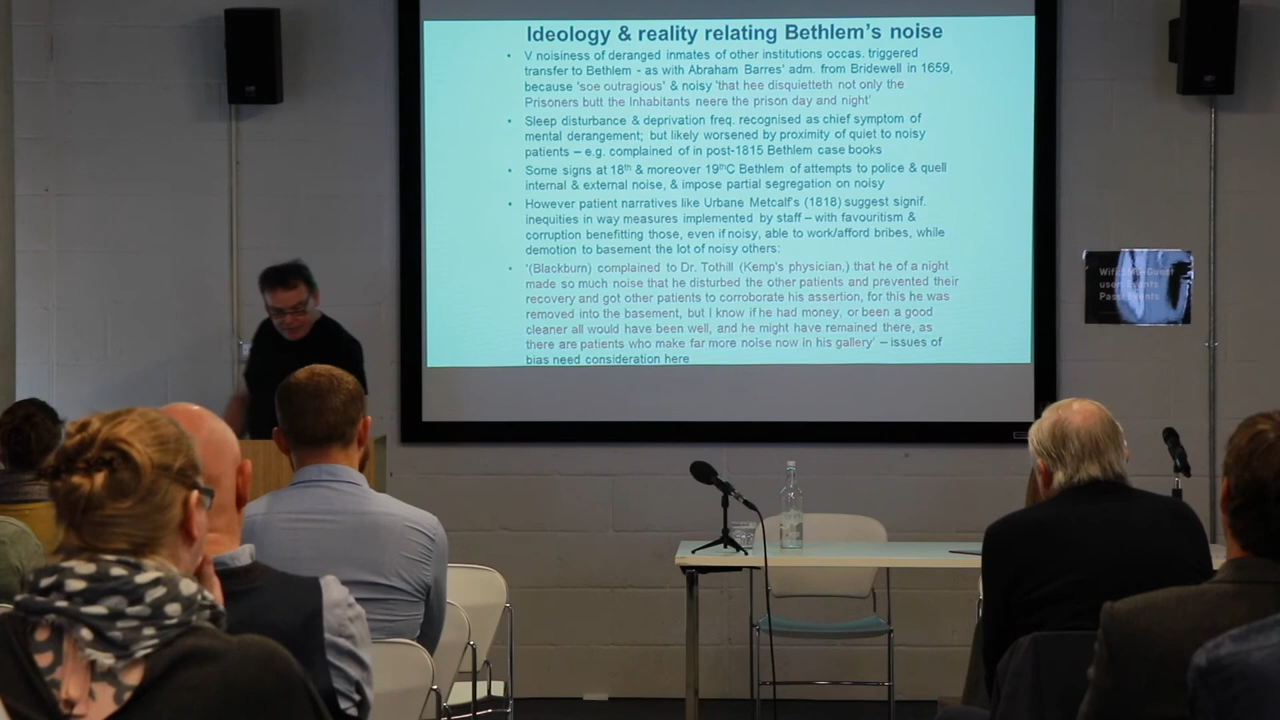 Ideology & reality relating Bethlem's noise
• V noisiness of deranged inmates of other institutions occas. triggered
transfer to Bethlem - as with Abraham Barres' adm. from Bridewell in 1659,
because 'soe outragious' & noisy 'that hee disquietteth not only the
Prisoners butt the Inhabitants neere the prison day and night'
• Sleep disturbance & deprivation freq. recognised as chief symptom of
mental derangement; but likely worsened by proximity of quiet to noisy
patients – e.g. complained of in post-1815 Bethlem case books
• Some signs at 18th & moreover 19thC Bethlem of attempts to police & quell
internal & external noise, & impose partial segregation on noisy
• However patient narratives like Urbane Metcalf's (1818) suggest signif.
inequities in way measures implemented by staff – with favouritism &
corruption benefitting those, even if noisy, able to work/afford bribes, while
demotion to basement the lot of noisy others:
• '(Blackburn) complained to Dr. Tothill (Kemp's physician,) that he of a night
made so much noise that he disturbed the other patients and prevented their
recovery and got other patients to corroborate his assertion, for this he was
removed into the basement, but I know if he had money, or been a good
cleaner all would have been well, and he might have remained there, as
there are patients who make far more noise now in his gallery' – issues of
bias need consideration here
Guest